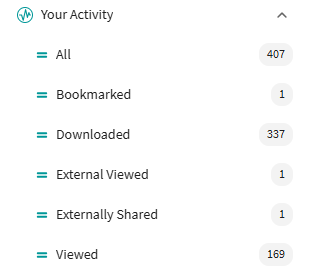 Your Activity
All 407
Bookmarked 1
Downloaded 337
External Viewed 1
Externally Shared 1
Viewed 169